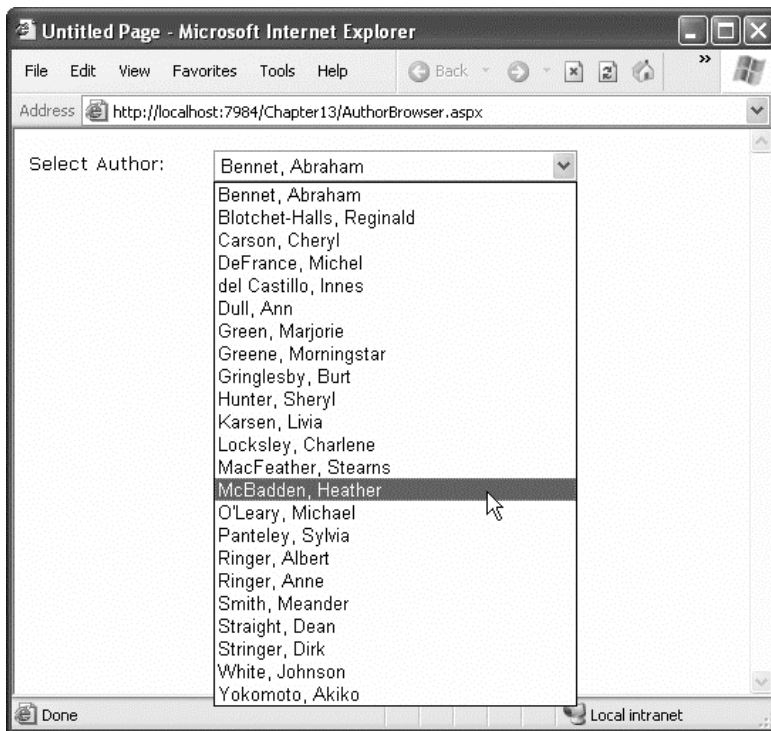 Untitled Page - Microsoft Internet Explorer
File Edit View Favorites Tools Help Back »
Address http://localhost:7984/Chapter13/AuthorBrowser.aspx
Select Author: Bennet, Abraham
Bennet, Abraham
Blotchet-Halls, Reginald
Carson, Cheryl
DeFrance, Michel
del Castillo, Innes
Dull, Ann
Green, Marjorie
Greene, Morningstar
Gringlesby, Burt
Hunter, Sheryl
Karsen, Livia
Locksley, Charlene
MacFeather, Stearns
McBadden, Heather
O'Leary, Michael
Panteley, Sylvia
Ringer, Albert
Ringer, Anne
Smith, Meander
Straight, Dean
Stringer, Dirk
White, Johnson
Yokomoto, Akiko
Done Local intranet